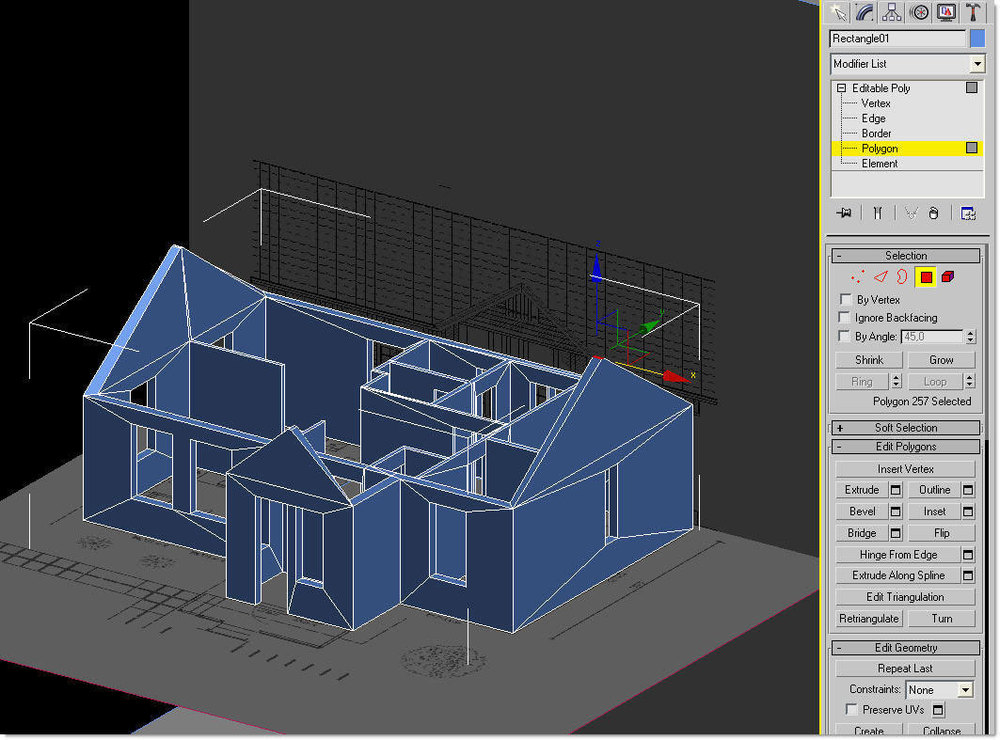 Rectangle01
Modifier List
Editable Poly
Vertex
Edge
Border
Polygon
Element
- Selection
By Vertex
Ignore Backfacing
By Angle: 45,0
Shrink Grow
Ring Loop
Polygon 257 Selected
+ Soft Selection
- Edit Polygons
Insert Vertex
Extrude Outline
Bevel Inset
Bridge Flip
Hinge From Edge
Extrude Along Spline
Edit Triangulation
Retriangulate Turn
- Edit Geometry
Repeat Last
Constraints: None
Preserve UVs
Create Collapse
x